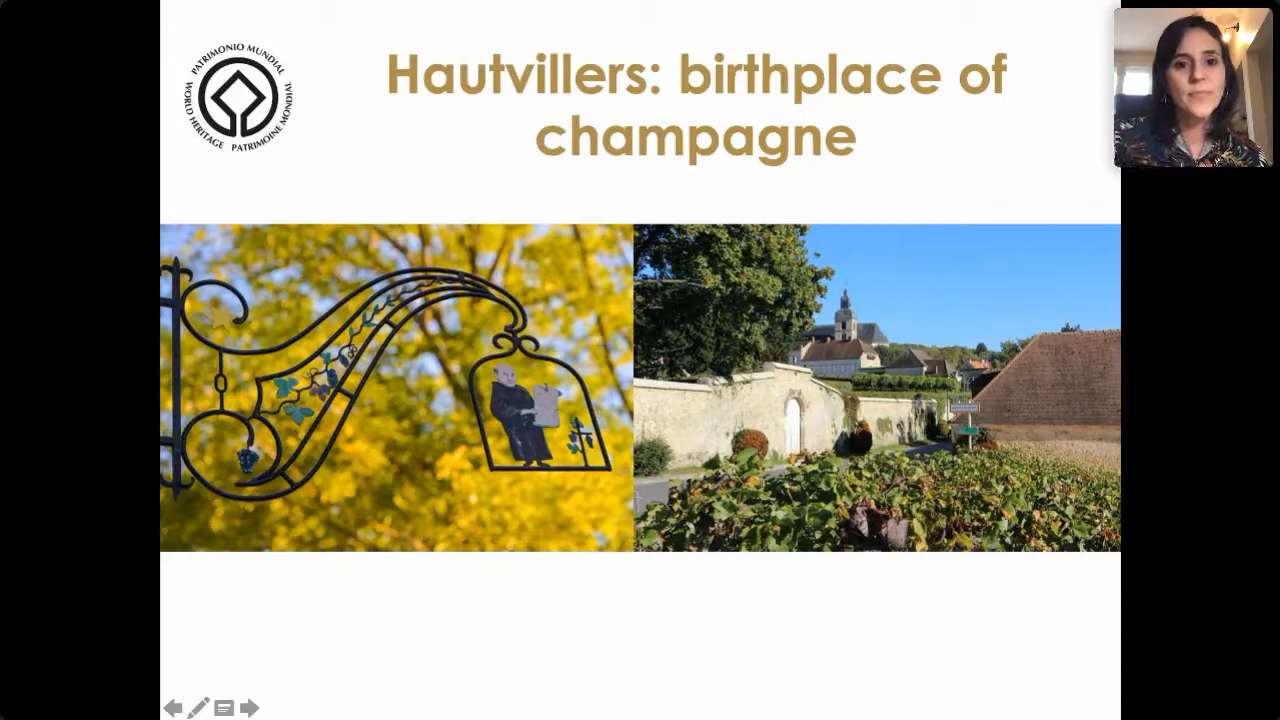 PATRIMONIO MUNDIAL
WORLD HERITAGE
PATRIMOINE MONDIAL
Hautvillers: birthplace of
champagne